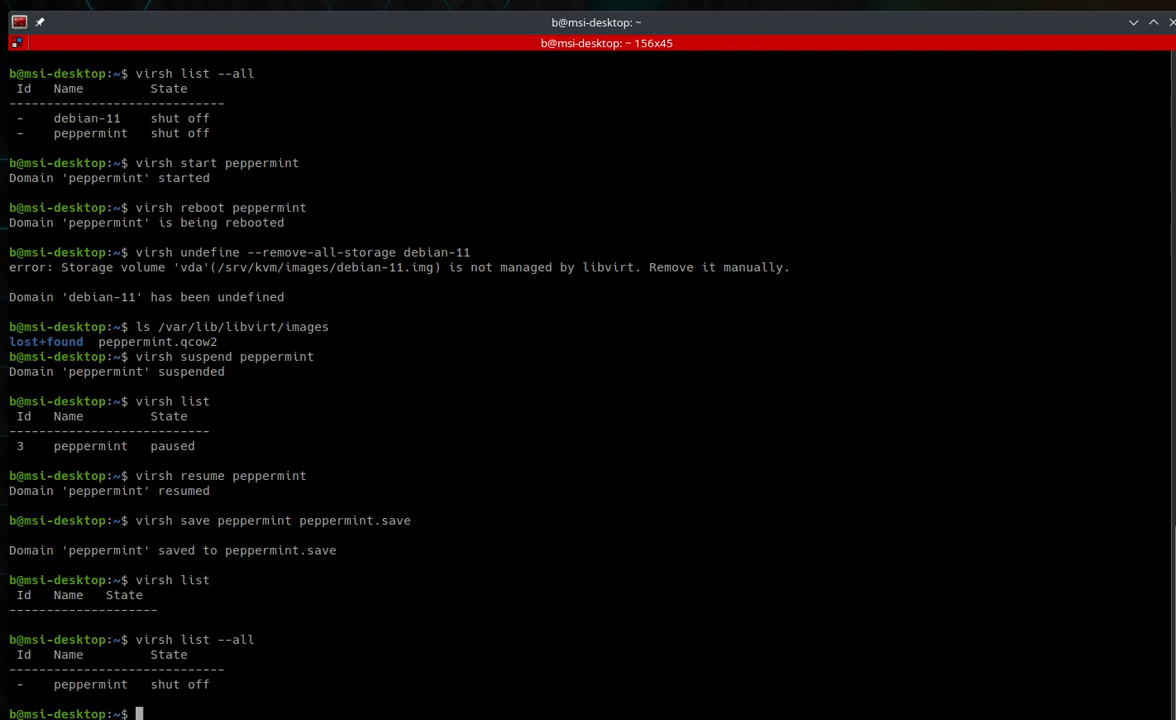 b@msi-desktop: ~
b@msi-desktop: ~ 156x45
b@msi-desktop:~$ virsh list --all
 Id   Name         State
-----------------------------
 -    debian-11    shut off
 -    peppermint   shut off
b@msi-desktop:~$ virsh start peppermint
Domain 'peppermint' started
b@msi-desktop:~$ virsh reboot peppermint
Domain 'peppermint' is being rebooted
b@msi-desktop:~$ virsh undefine --remove-all-storage debian-11
error: Storage volume 'vda'(/srv/kvm/images/debian-11.img) is not managed by libvirt. Remove it manually.
Domain 'debian-11' has been undefined
b@msi-desktop:~$ ls /var/lib/libvirt/images
lost+found  peppermint.qcow2
b@msi-desktop:~$ virsh suspend peppermint
Domain 'peppermint' suspended
b@msi-desktop:~$ virsh list
 Id   Name         State
---------------------------
 3    peppermint   paused
b@msi-desktop:~$ virsh resume peppermint
Domain 'peppermint' resumed
b@msi-desktop:~$ virsh save peppermint peppermint.save
Domain 'peppermint' saved to peppermint.save
b@msi-desktop:~$ virsh list
 Id   Name   State
--------------------
b@msi-desktop:~$ virsh list --all
 Id   Name         State
-----------------------------
 -    peppermint   shut off
b@msi-desktop:~$